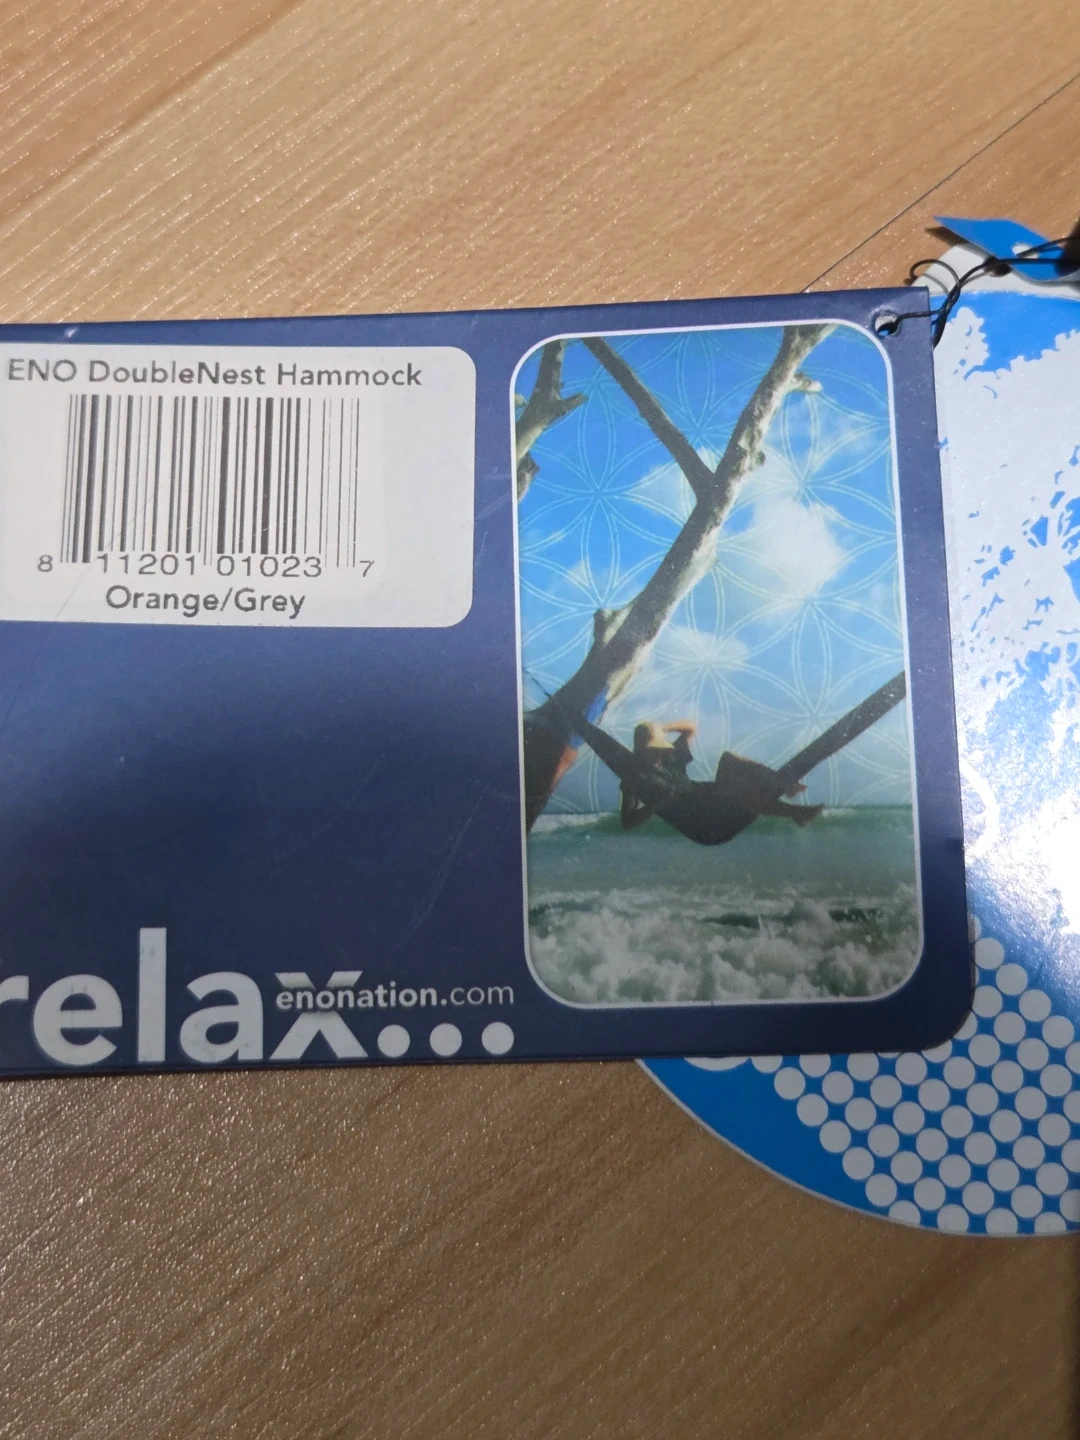 ENO DoubleNest Hammock
8 11201 01023 7
Orange/Grey
relax...
enonation.com